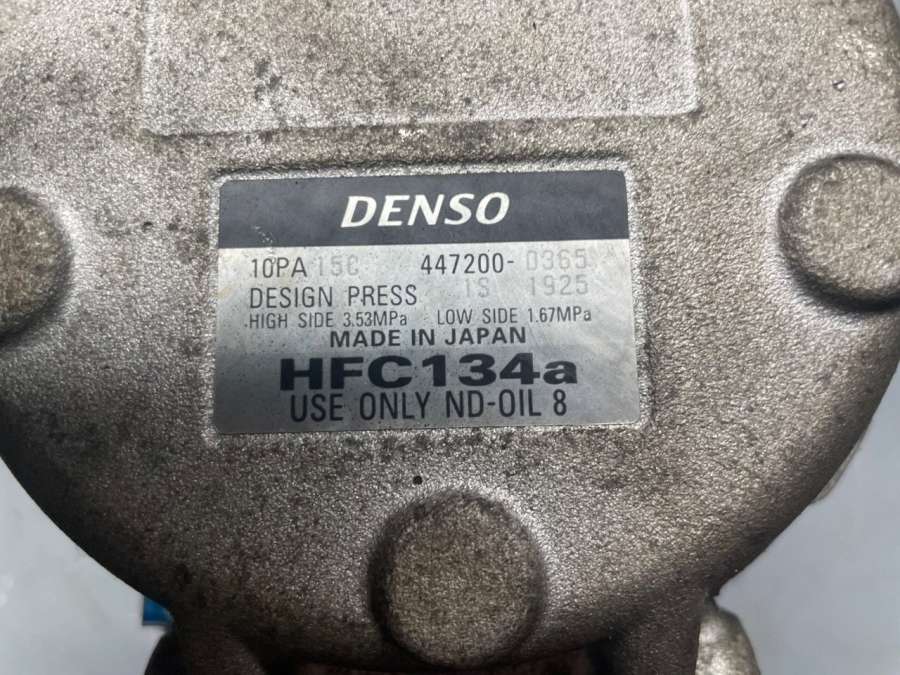 DENSO
10PA 15C 447200-0365
DESIGN PRESS 1S 1925
HIGH SIDE 3.53MPa LOW SIDE 1.67MPa
MADE IN JAPAN
HFC134a
USE ONLY ND-OIL 8